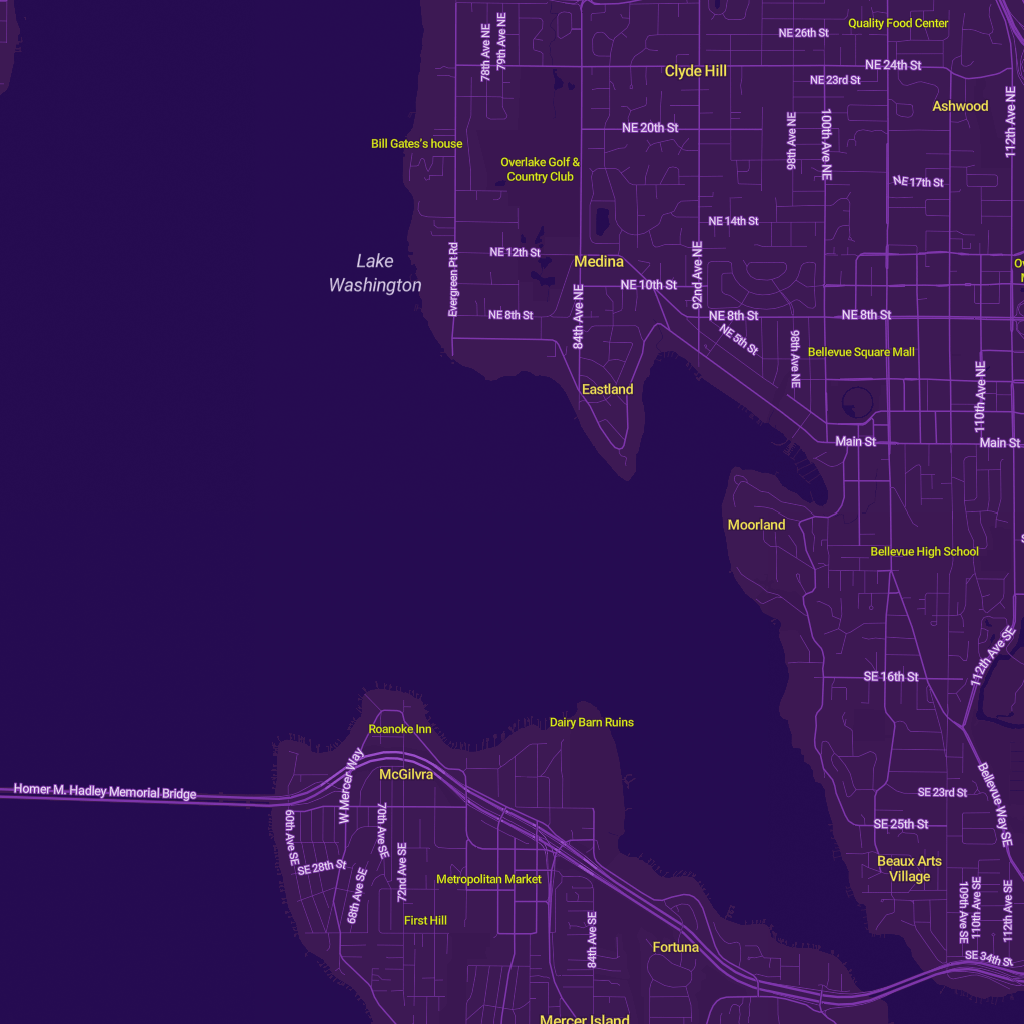 Quality Food Center
NE 26th St
78th Ave NE
79th Ave NE
Clyde Hill
NE 24th St
NE 23rd St
Ashwood
112th Ave NE
NE 20th St
98th Ave NE
100th Ave NE
Bill Gates's house
Overlake Golf &
Country Club
NE 17th St
NE 14th St
NE 12th St
Lake
Washington
Evergreen Pt Rd
Medina
92nd Ave NE
NE 10th St
84th Ave NE
NE 8th St
NE 8th St
NE 8th St
NE 5th St
98th Ave NE
Bellevue Square Mall
110th Ave NE
Eastland
Main St
Main St
Moorland
Bellevue High School
112th Ave SE
SE 16th St
Dairy Barn Ruins
Roanoke Inn
W Mercer Way
McGilvra
Homer M. Hadley Memorial Bridge
Bellevue Way SE
SE 23rd St
60th Ave SE
70th Ave SE
SE 25th St
72nd Ave SE
SE 28th St
68th Ave SE
Beaux Arts
Village
Metropolitan Market
109th Ave SE
110th Ave SE
112th Ave SE
First Hill
84th Ave SE
Fortuna
SE 34th St
Mercer Island